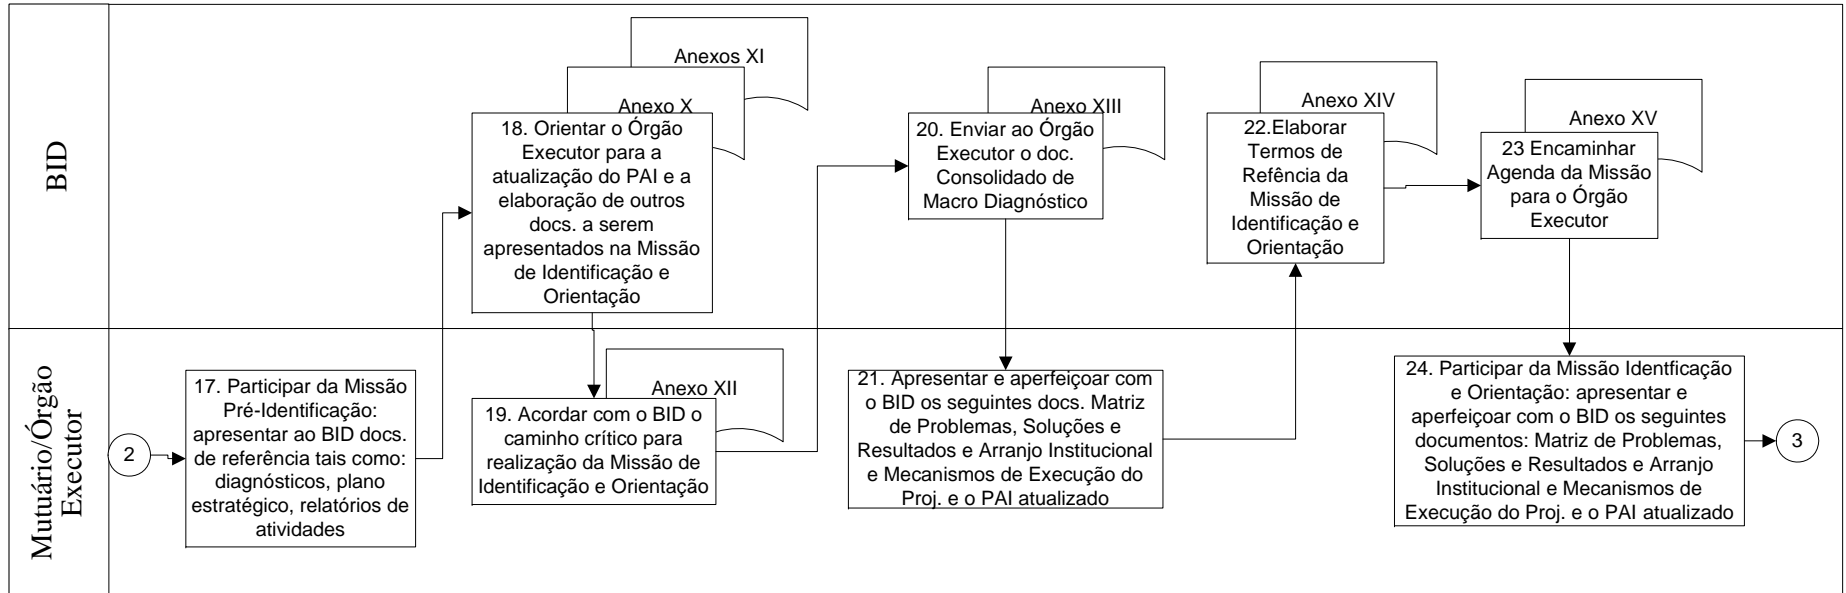 BID
Anexos XI
Anexo X
18. Orientar o Órgão
Executor para a
atualização do PAI e a
elaboração de outros
docs. a serem
apresentados na Missão
de Identificação e
Orientação
Anexo XIII
20. Enviar ao Órgão
Executor o doc.
Consolidado de
Macro Diagnóstico
Anexo XIV
22.Elaborar
Termos de
Refência da
Missão de
Identificação e
Orientação
Anexo XV
23 Encaminhar
Agenda da Missão
para o Órgão
Executor
Mutuário/Órgão
Executor
2
17. Participar da Missão
Pré-Identificação:
apresentar ao BID docs.
de referência tais como:
diagnósticos, plano
estratégico, relatórios de
atividades
Anexo XII
19. Acordar com o BID o
caminho crítico para
realização da Missão de
Identificação e Orientação
21. Apresentar e aperfeiçoar com
o BID os seguintes docs. Matriz
de Problemas, Soluções e
Resultados e Arranjo Institucional
e Mecanismos de Execução do
Proj. e o PAI atualizado
24. Participar da Missão Identficação
e Orientação: apresentar e
aperfeiçoar com o BID os seguintes
documentos: Matriz de Problemas,
Soluções e Resultados e Arranjo
Institucional e Mecanismos de
Execução do Proj. e o PAI atualizado
3